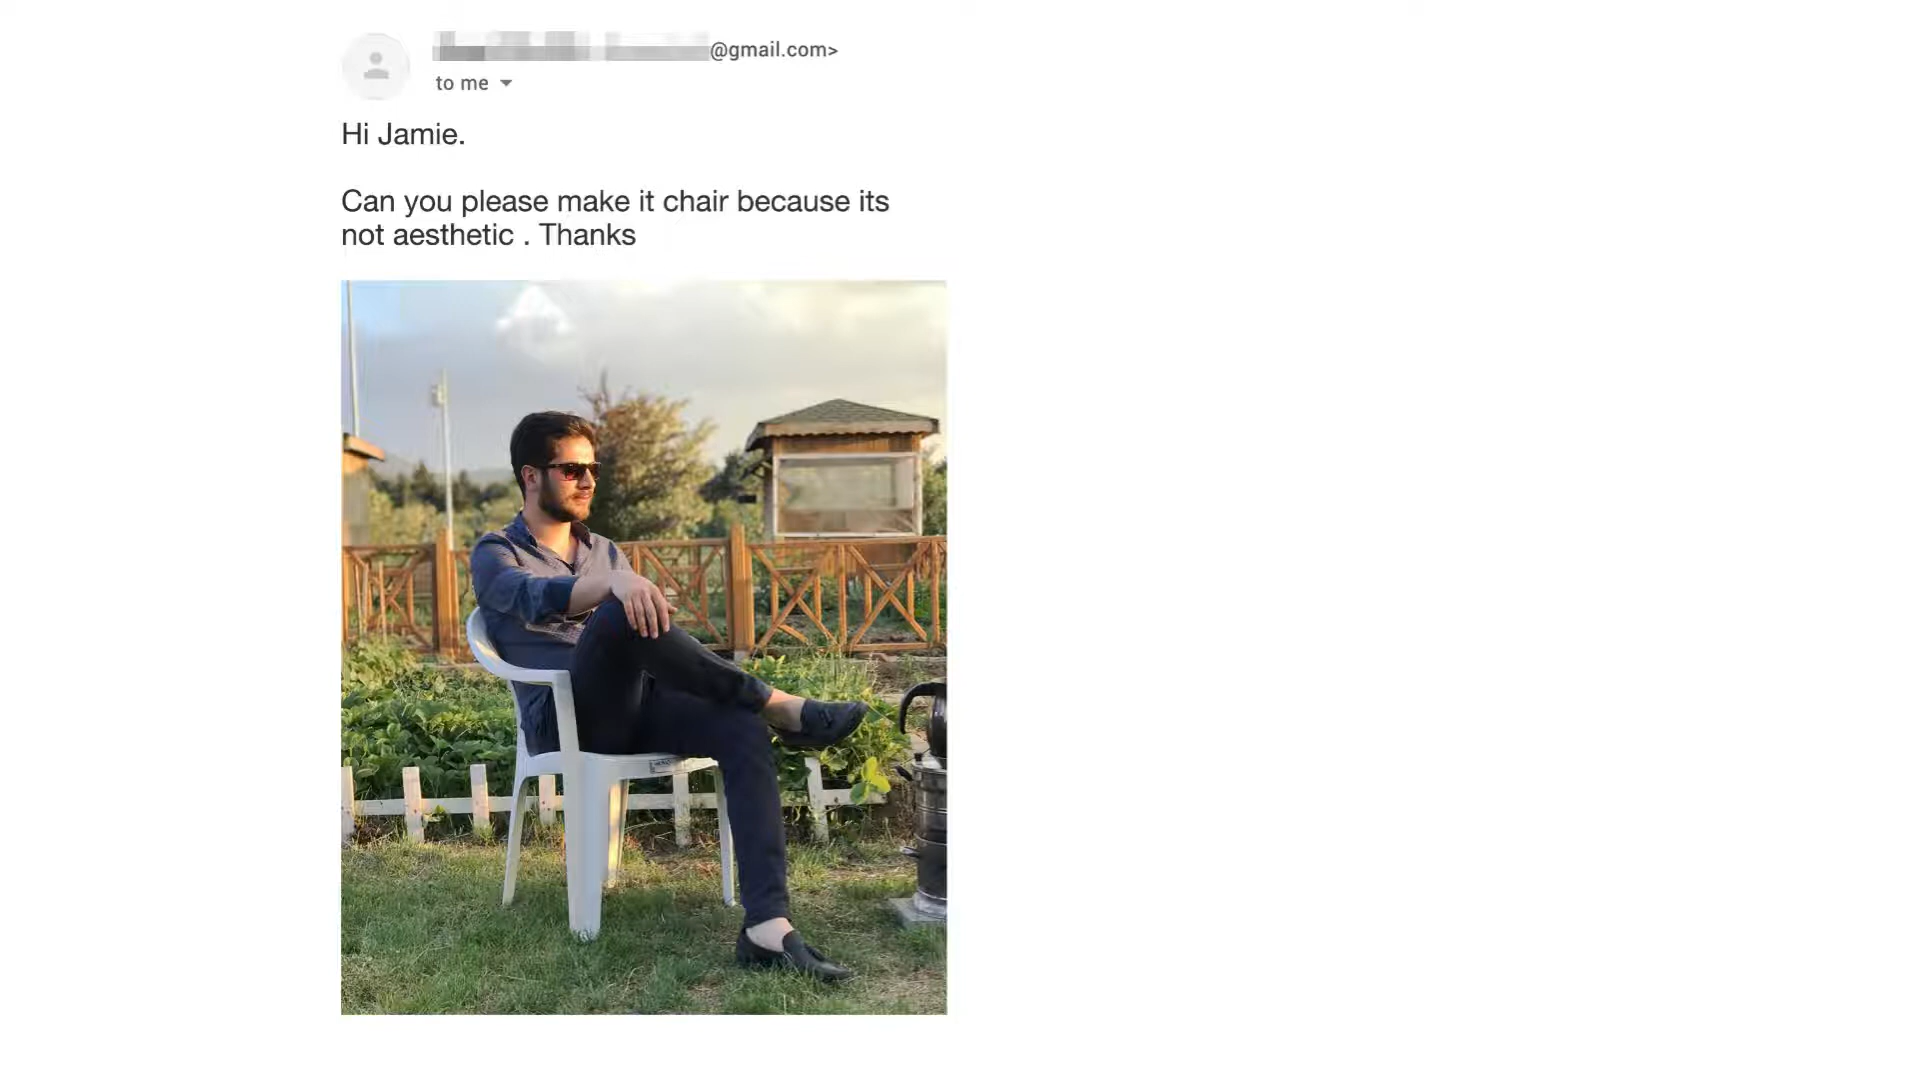 @gmail.com>
to me
Hi Jamie.
Can you please make it chair because its
not aesthetic . Thanks